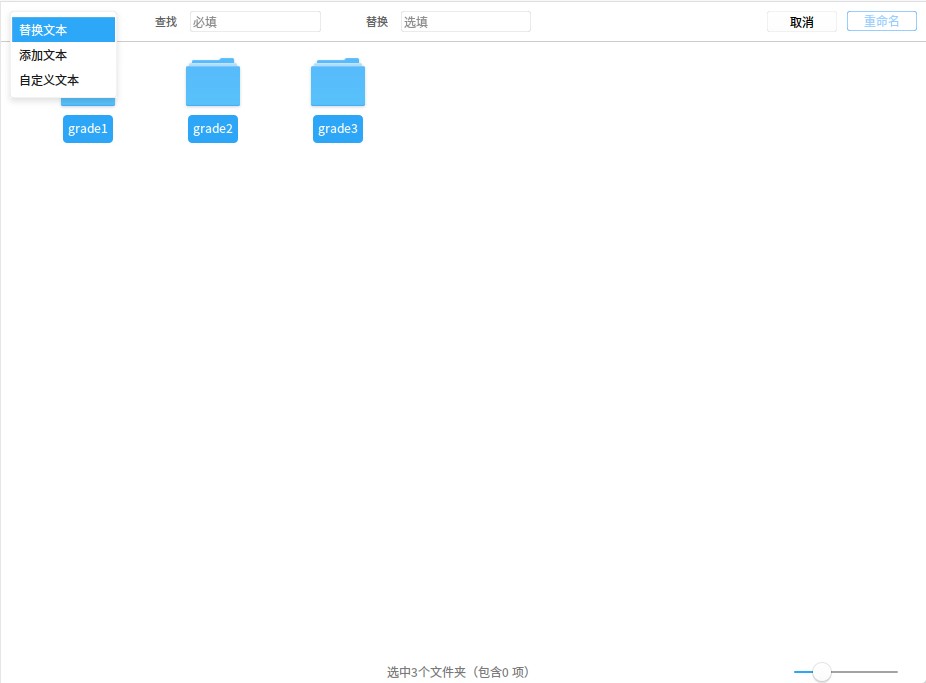 替换文本
添加文本
自定义文本
查找 必填
替换 选填
取消
重命名
grade1
grade2
grade3
选中3个文件夹（包含0 项）